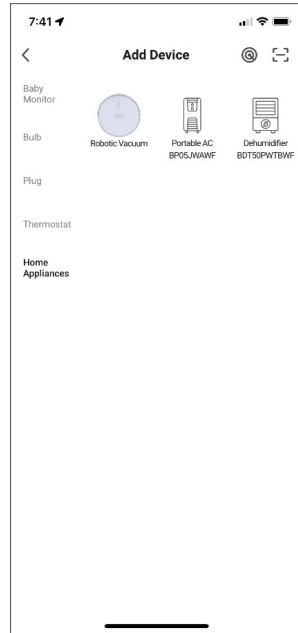 7:41
Add Device
Baby
Monitor
Bulb
Plug
Thermostat
Home
Appliances
Robotic Vacuum
Portable AC
BP05JWAWF
Dehumidifier
BDT50PWTBWF